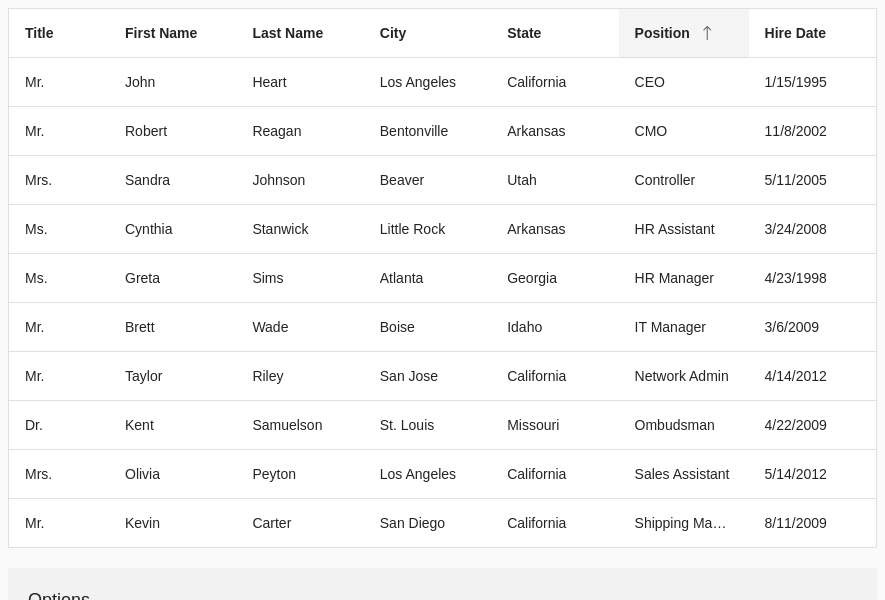 Title First Name Last Name City State Position Hire Date
Mr. John Heart Los Angeles California CEO 1/15/1995
Mr. Robert Reagan Bentonville Arkansas CMO 11/8/2002
Mrs. Sandra Johnson Beaver Utah Controller 5/11/2005
Ms. Cynthia Stanwick Little Rock Arkansas HR Assistant 3/24/2008
Ms. Greta Sims Atlanta Georgia HR Manager 4/23/1998
Mr. Brett Wade Boise Idaho IT Manager 3/6/2009
Mr. Taylor Riley San Jose California Network Admin 4/14/2012
Dr. Kent Samuelson St. Louis Missouri Ombudsman 4/22/2009
Mrs. Olivia Peyton Los Angeles California Sales Assistant 5/14/2012
Mr. Kevin Carter San Diego California Shipping Ma… 8/11/2009
Options